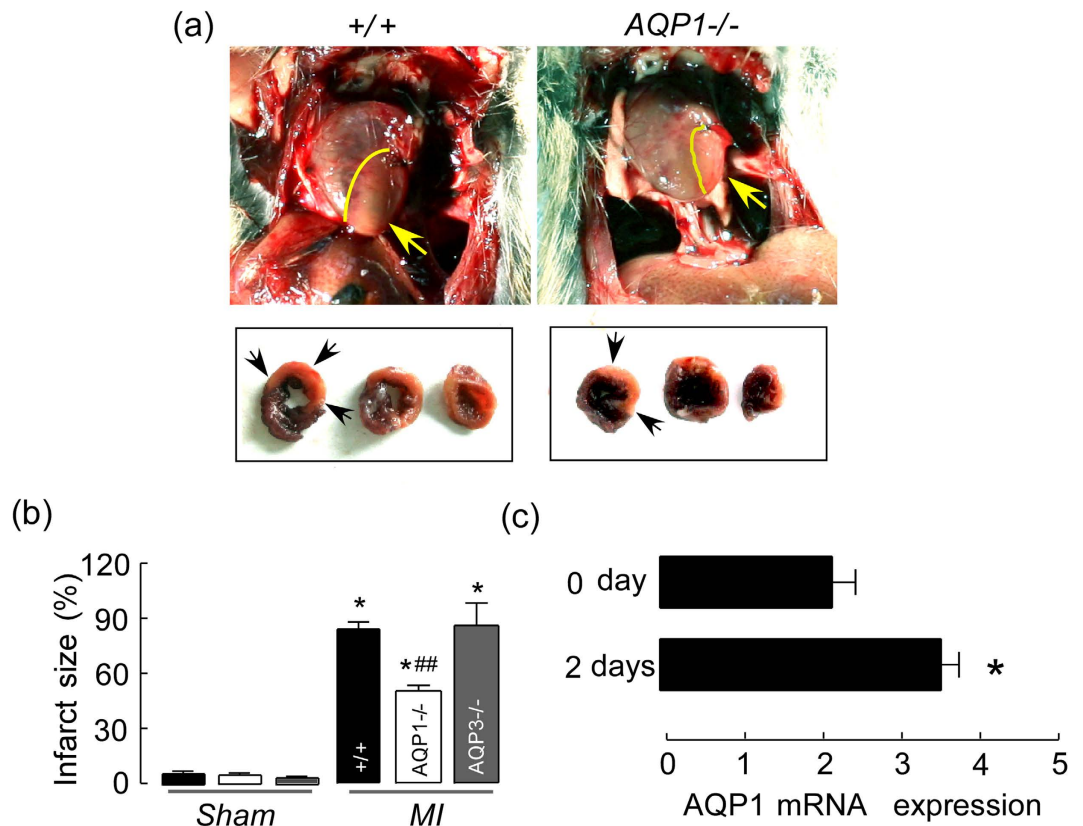 (a)
+/+ AQP1-/-
(b)
Infarct size (%)
120
90
60
30
0
*
* ##
*
+/+
AQP1-/-
AQP3-/-
Sham MI
(c)
0 day
2 days
*
0 1 2 3 4 5
AQP1 mRNA expression